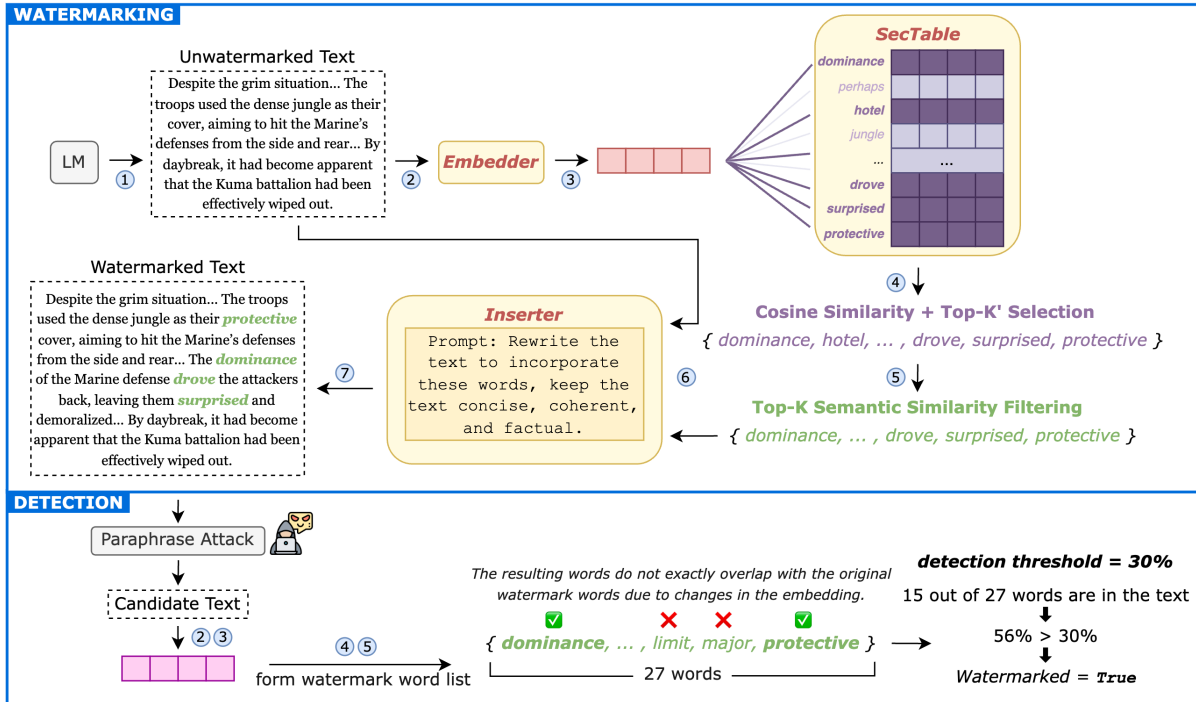 WATERMARKING
Unwatermarked Text
Despite the grim situation... The
troops used the dense jungle as their
cover, aiming to hit the Marine's
defenses from the side and rear... By
daybreak, it had become apparent
that the Kuma battalion had been
effectively wiped out.
LM
1
2
Embedder
3
SecTable
dominance
perhaps
hotel
jungle
...
...
drove
surprised
protective
4
Cosine Similarity + Top-K' Selection
{ dominance, hotel, ... , drove, surprised, protective }
5
Top-K Semantic Similarity Filtering
{ dominance, ... , drove, surprised, protective }
6
Inserter
Prompt: Rewrite the
text to incorporate
these words, keep the
text concise, coherent,
and factual.
7
Watermarked Text
Despite the grim situation... The troops
used the dense jungle as their protective
cover, aiming to hit the Marine's defenses
from the side and rear... The dominance
of the Marine defense drove the attackers
back, leaving them surprised and
demoralized... By daybreak, it had become
apparent that the Kuma battalion had been
effectively wiped out.
DETECTION
Paraphrase Attack
Candidate Text
2 3
4 5
form watermark word list
The resulting words do not exactly overlap with the original
watermark words due to changes in the embedding.
{ dominance, ... , limit, major, protective }
27 words
detection threshold = 30%
15 out of 27 words are in the text
56% > 30%
Watermarked = True